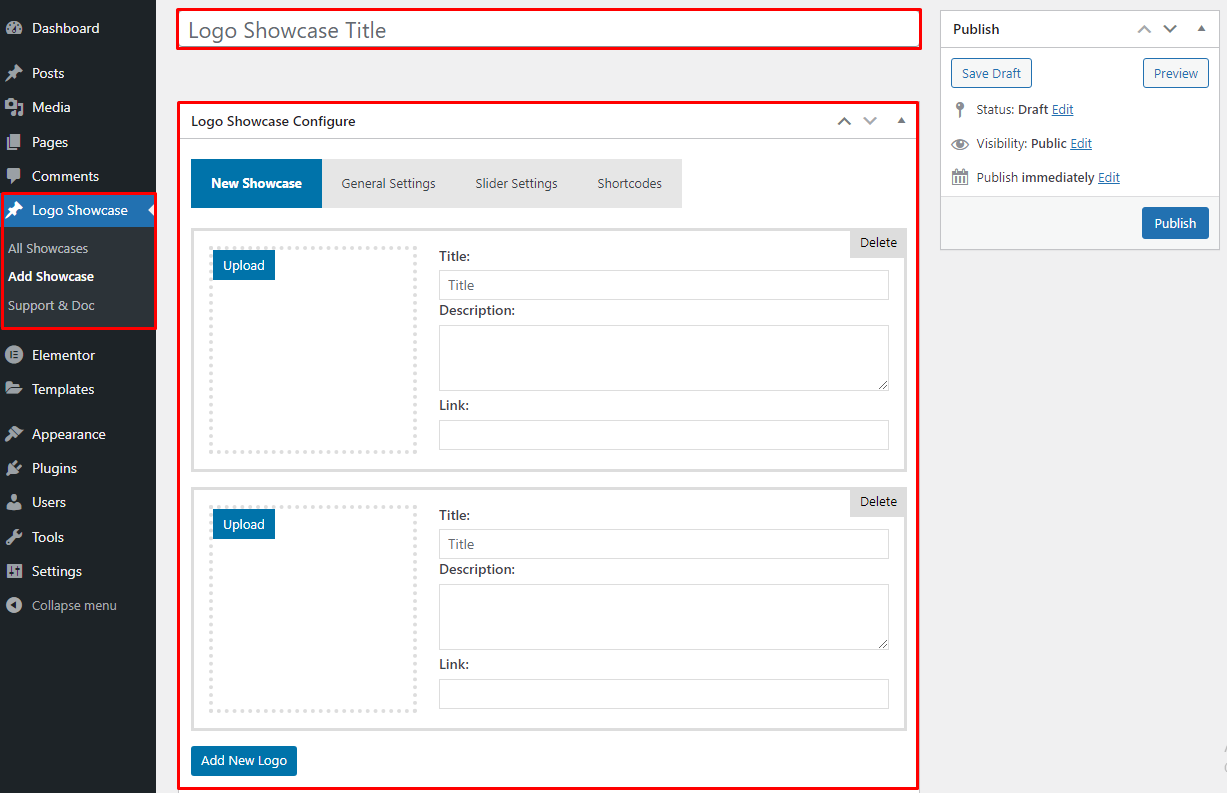 Dashboard
Posts
Media
Pages
Comments
Logo Showcase
All Showcases
Add Showcase
Support & Doc
Elementor
Templates
Appearance
Plugins
Users
Tools
Settings
Collapse menu
Logo Showcase Title
Logo Showcase Configure
New Showcase General Settings Slider Settings Shortcodes
Delete
Upload
Title:
Title
Description:
Link:
Delete
Upload
Title:
Title
Description:
Link:
Add New Logo
Publish
Save Draft Preview
Status: Draft Edit
Visibility: Public Edit
Publish immediately Edit
Publish